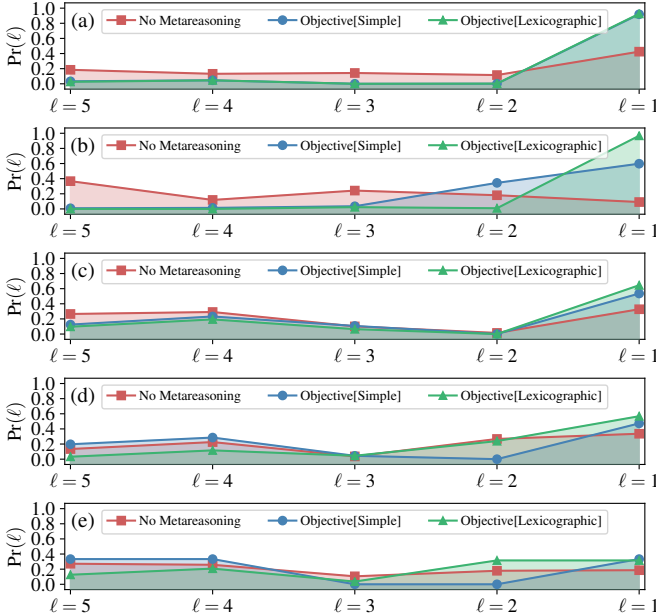 (a) No Metareasoning Objective[Simple] Objective[Lexicographic]
Pr(ℓ)
1.0
0.8
0.6
0.4
0.2
0.0
ℓ = 5 ℓ = 4 ℓ = 3 ℓ = 2 ℓ = 1
(b) No Metareasoning Objective[Simple] Objective[Lexicographic]
Pr(ℓ)
1.0
0.8
0.6
0.4
0.2
0.0
ℓ = 5 ℓ = 4 ℓ = 3 ℓ = 2 ℓ = 1
(c) No Metareasoning Objective[Simple] Objective[Lexicographic]
Pr(ℓ)
1.0
0.8
0.6
0.4
0.2
0.0
ℓ = 5 ℓ = 4 ℓ = 3 ℓ = 2 ℓ = 1
(d) No Metareasoning Objective[Simple] Objective[Lexicographic]
Pr(ℓ)
1.0
0.8
0.6
0.4
0.2
0.0
ℓ = 5 ℓ = 4 ℓ = 3 ℓ = 2 ℓ = 1
(e) No Metareasoning Objective[Simple] Objective[Lexicographic]
Pr(ℓ)
1.0
0.8
0.6
0.4
0.2
0.0
ℓ = 5 ℓ = 4 ℓ = 3 ℓ = 2 ℓ = 1